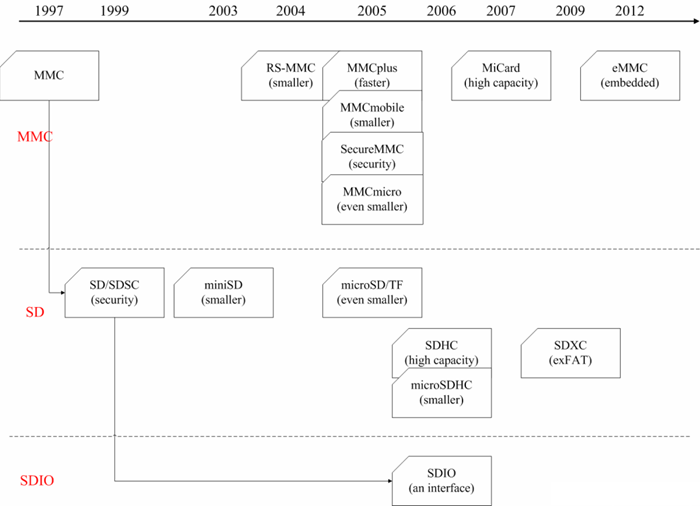 1997 1999 2003 2004 2005 2006 2007 2009 2012
MMC
RS-MMC
(smaller)
MMCplus
(faster)
MiCard
(high capacity)
eMMC
(embedded)
MMCmobile
(smaller)
MMC
SecureMMC
(security)
MMCmicro
(even smaller)
SD/SDSC
(security)
miniSD
(smaller)
microSD/TF
(even smaller)
SD
SDHC
(high capacity)
SDXC
(exFAT)
microSDHC
(smaller)
SDIO
SDIO
(an interface)